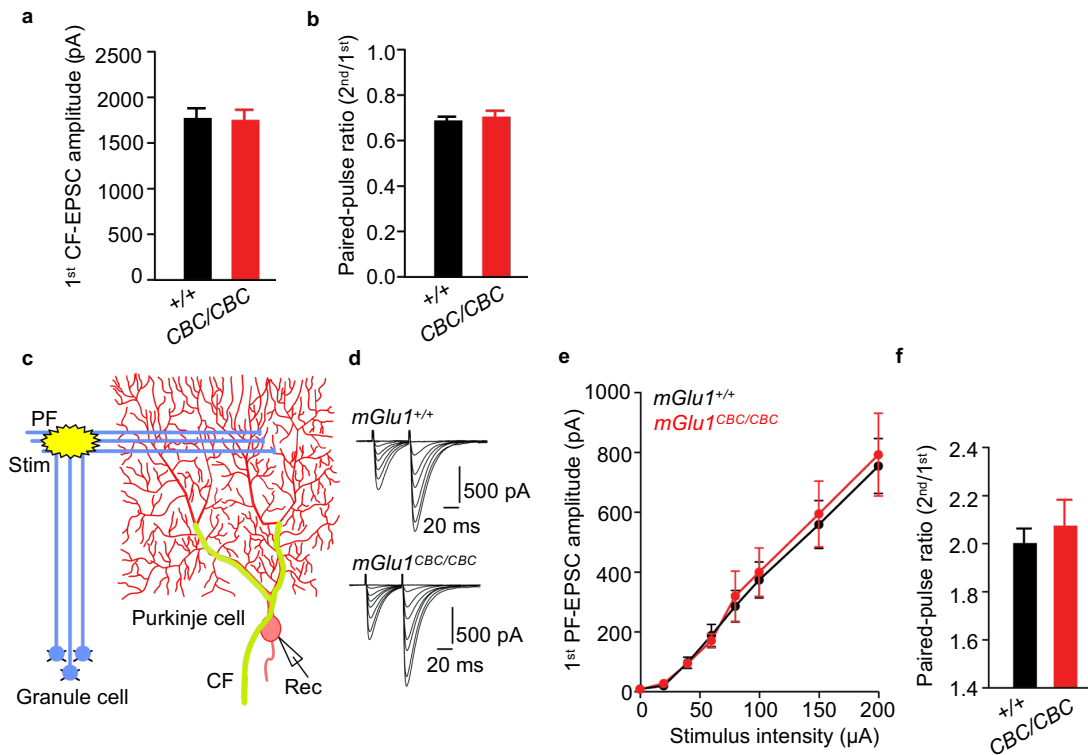 a
1st CF-EPSC amplitude (pA)
2500
2000
1750
1000
500
0
+/+
CBC/CBC
b
Paired-pulse ratio (2nd/1st)
1.0
0.8
0.6
0.4
0.2
0.0
+/+
CBC/CBC
c
PF
Stim
Purkinje cell
CF
Rec
Granule cell
d
mGlu1+/+
500 pA
20 ms
mGlu1CBC/CBC
500 pA
20 ms
e
1st PF-EPSC amplitude (pA)
mGlu1+/+
mGlu1CBC/CBC
1000
800
600
400
200
0
0
50
100
150
200
Stimulus intensity (µA)
f
Paired-pulse ratio (2nd/1st)
2.4
2.2
2.0
1.8
1.6
1.4
+/+
CBC/CBC